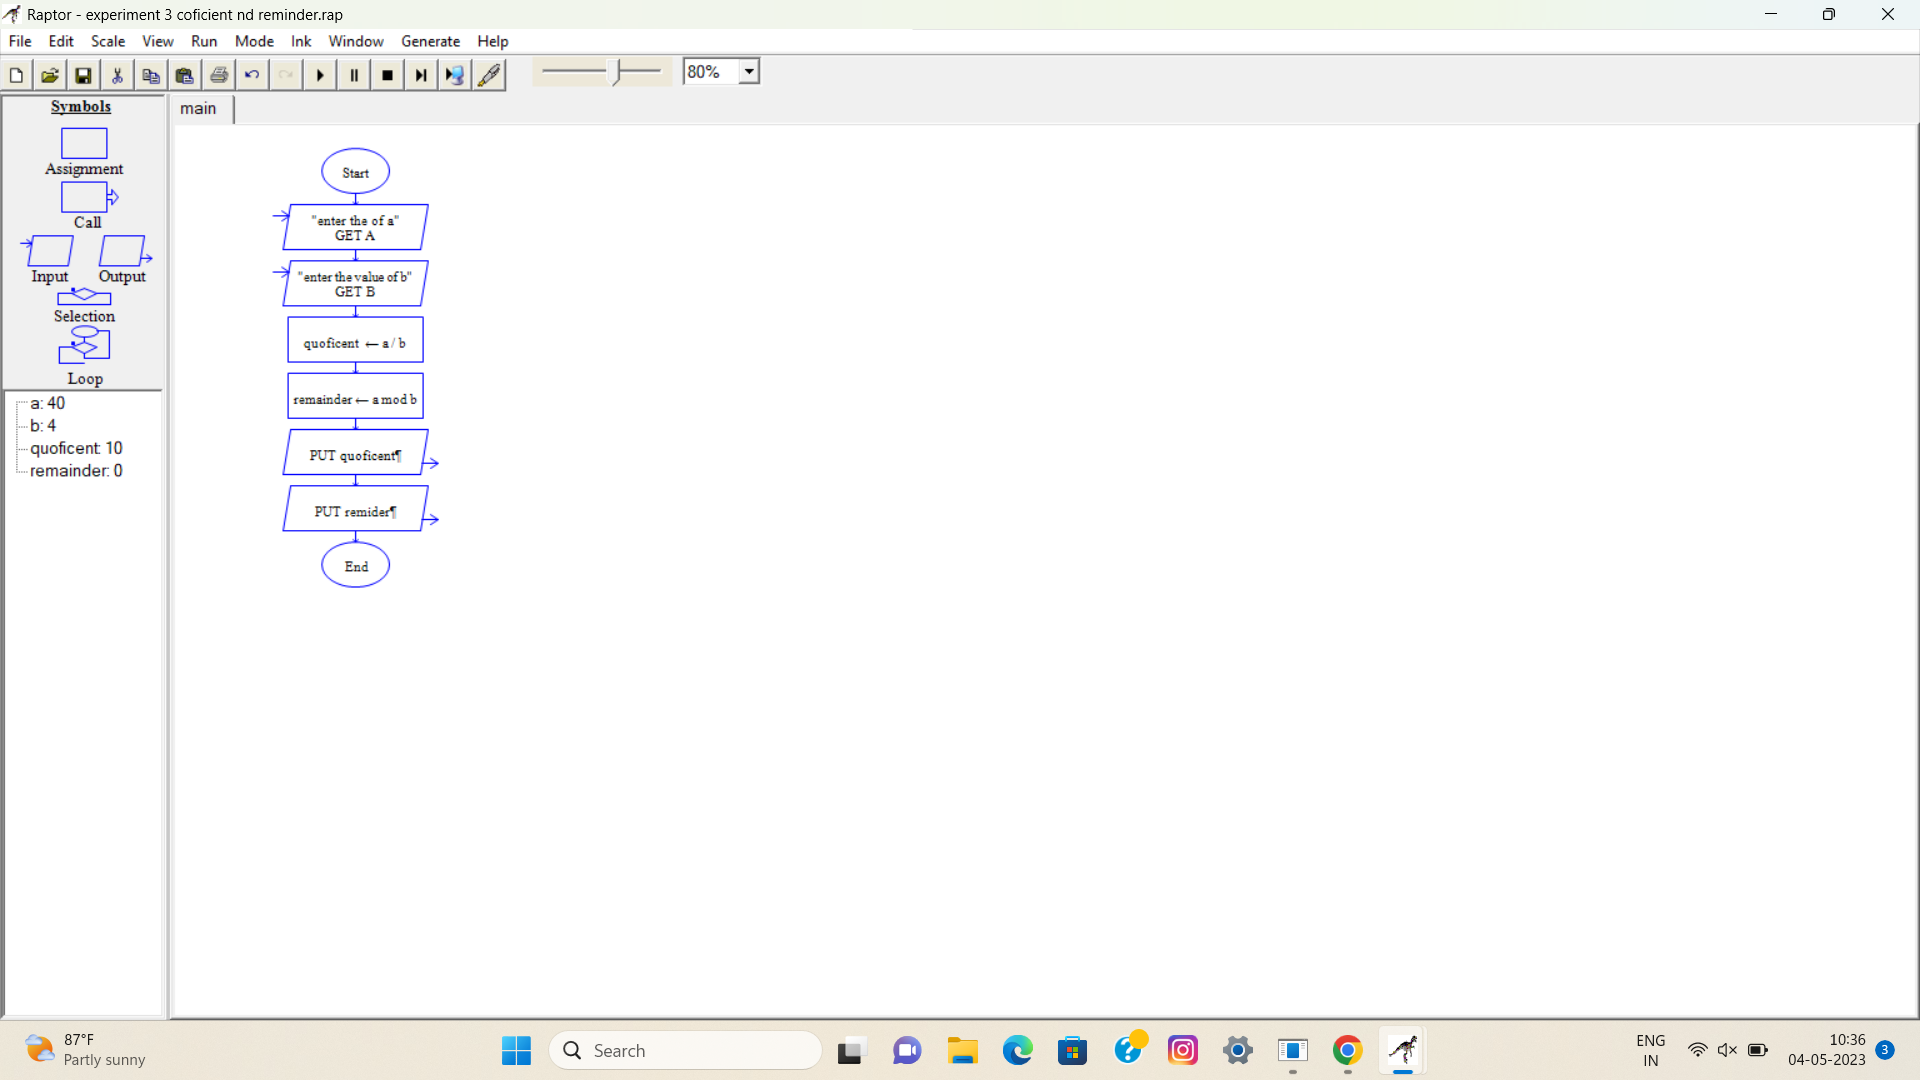 Raptor - experiment 3 coficient nd reminder.rap
File Edit Scale View Run Mode Ink Window Generate Help
80%
Symbols
main
Assignment
Call
Input Output
Selection
Loop
a: 40
b: 4
quoficent: 10
remainder: 0
Start
"enter the of a"
GET A
"enter the value of b"
GET B
quoficent ← a / b
remainder ← a mod b
PUT quoficent¶
PUT remider¶
End
87°F
Partly sunny
Search
ENG
IN
10:36
04-05-2023
3